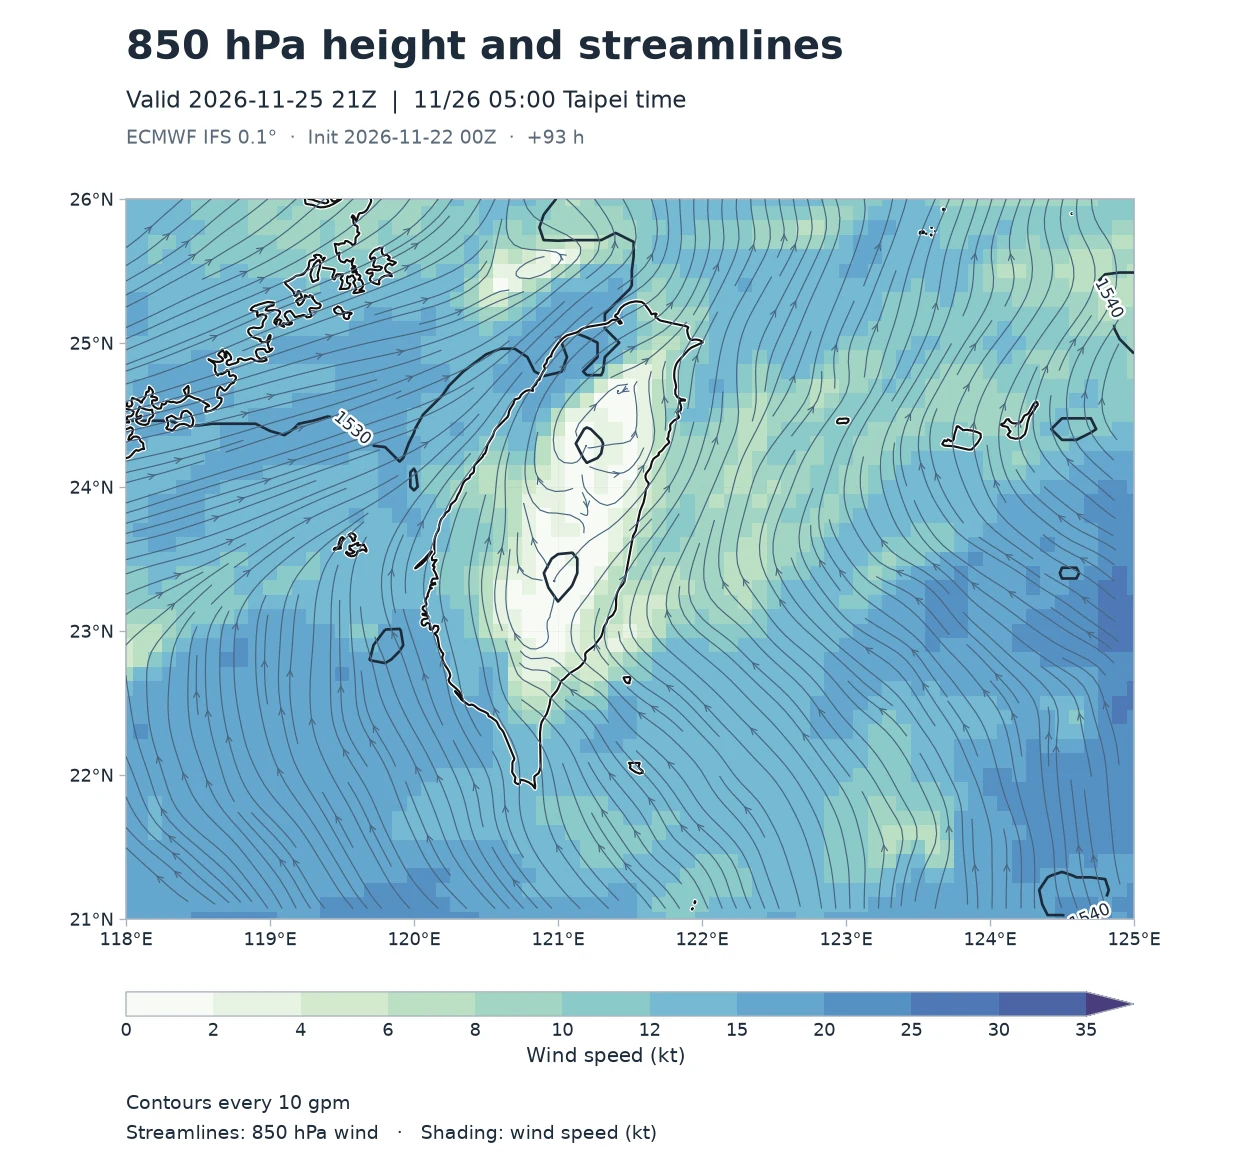 850 hPa height and streamlines
Valid 2026-11-25 21Z | 11/26 05:00 Taipei time
ECMWF IFS 0.1° · Init 2026-11-22 00Z · +93 h
26°N
25°N
24°N
23°N
22°N
21°N
1540
1530
1540
118°E 119°E 120°E 121°E 122°E 123°E 124°E 125°E
0 2 4 6 8 10 12 15 20 25 30 35
Wind speed (kt)
Contours every 10 gpm
Streamlines: 850 hPa wind · Shading: wind speed (kt)